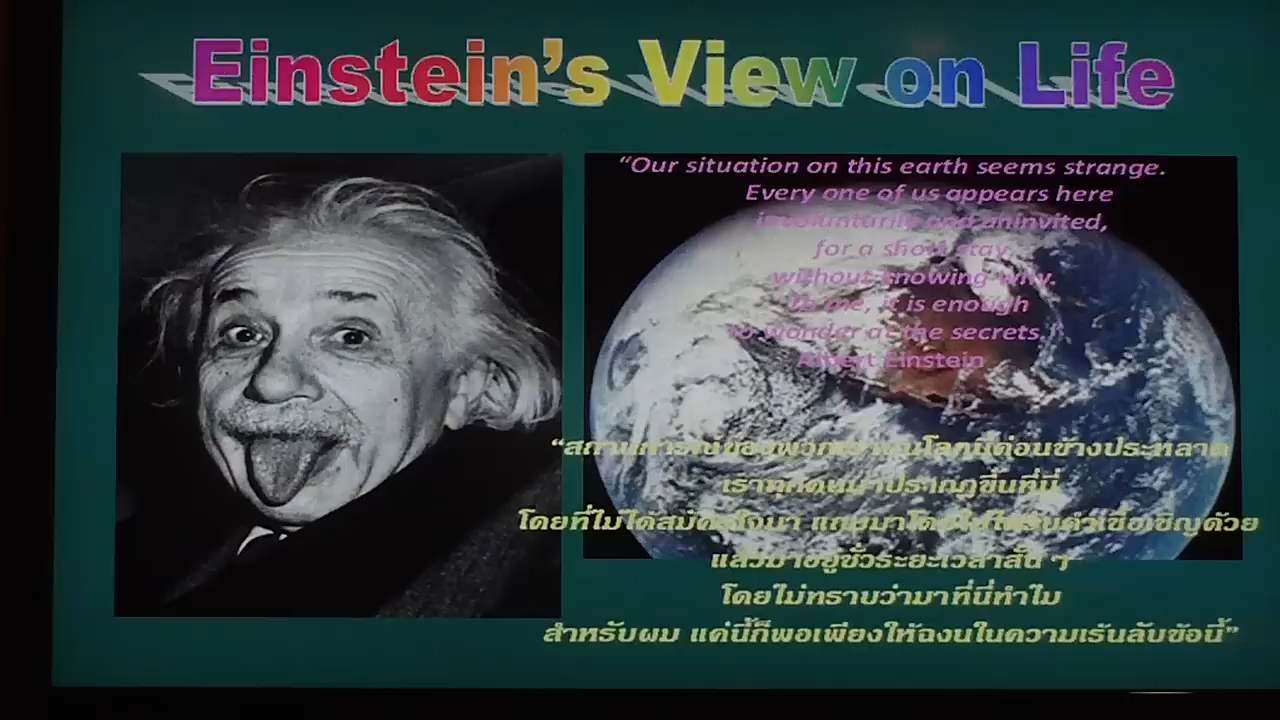 Einstein's View on Life
“Our situation on this earth seems strange.
Every one of us appears here
involuntarily and uninvited,
for a short stay,
without knowing why.
To me, it is enough
to wonder at the secrets.”
Albert Einstein
“สถานการณ์ของพวกเราบนโลกนี้ค่อนข้างประหลาด
เราทุกคนมาปรากฏขึ้นที่นี่
โดยที่ไม่ได้สมัครใจมา แถมมาโดยไม่ได้รับคำเชื้อเชิญด้วย
แล้วมาอยู่ชั่วระยะเวลาสั้น ๆ
โดยไม่ทราบว่ามาที่นี่ทำไม
สำหรับผม แค่นี้ก็พอเพียงให้ฉงนในความเร้นลับข้อนี้”